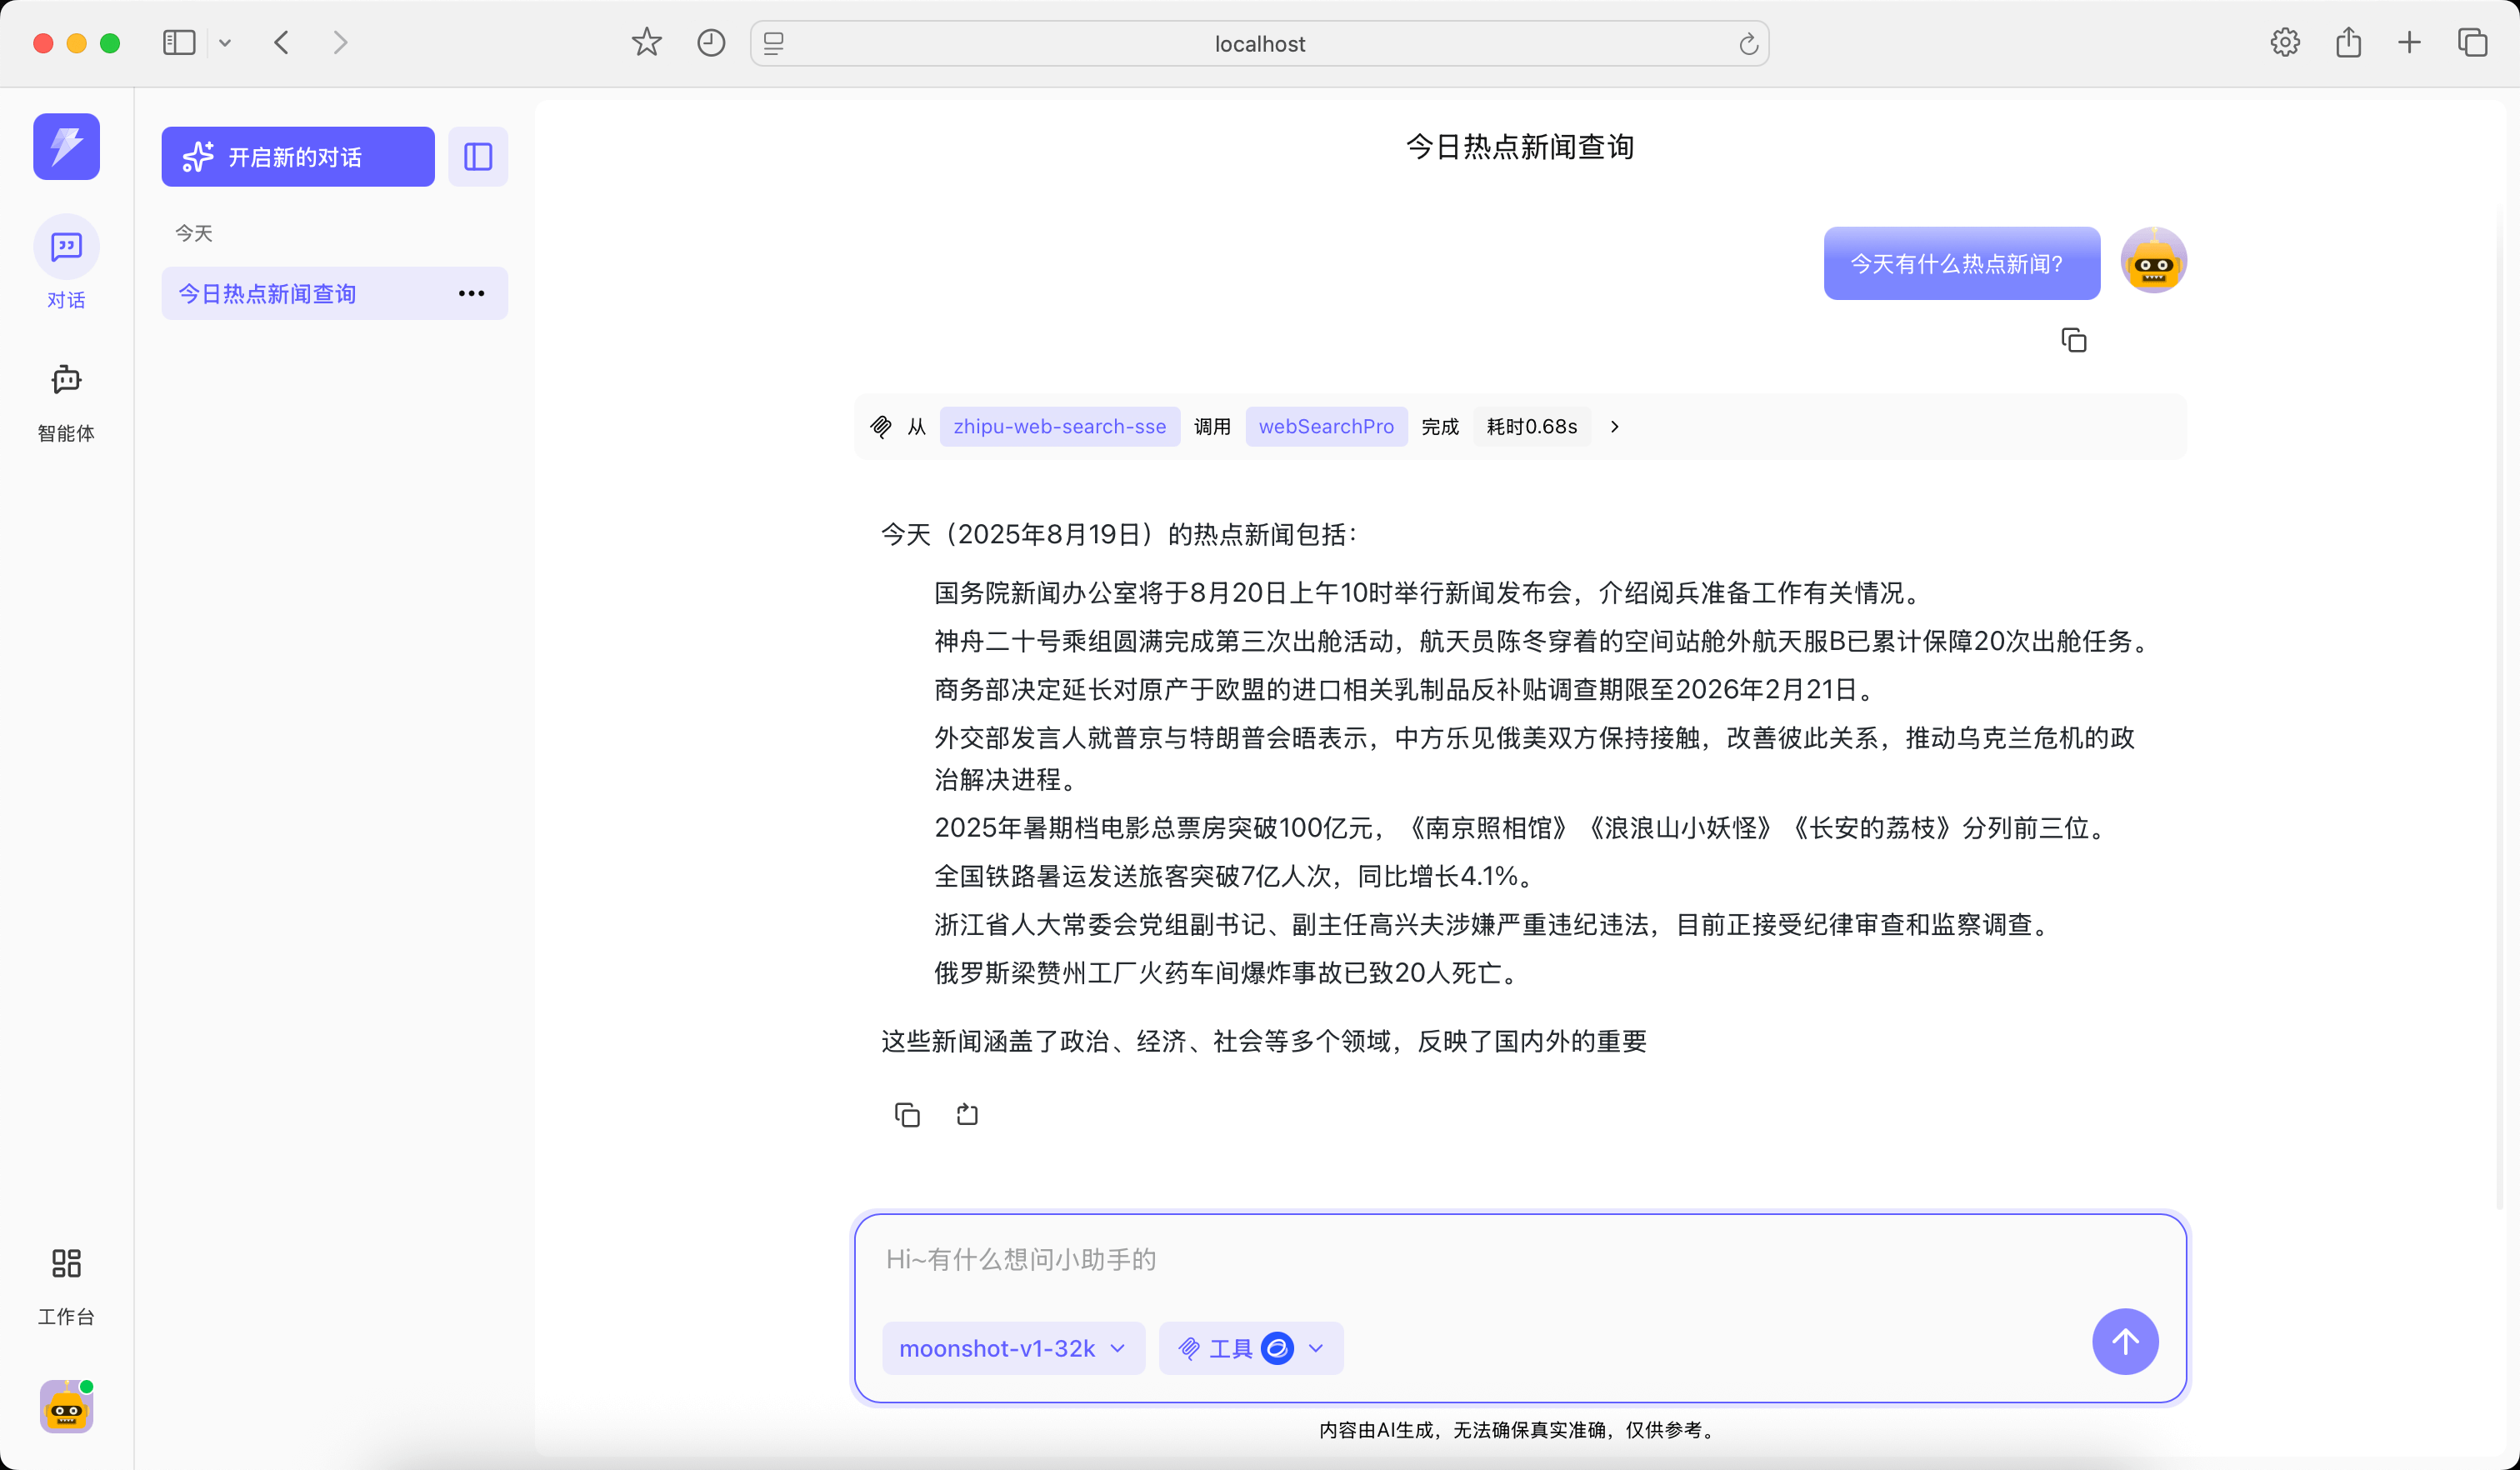 localhost
开启新的对话
今天
今日热点新闻查询
对话
智能体
工作台
今日热点新闻查询
今天有什么热点新闻?
从 zhipu-web-search-sse 调用 webSearchPro 完成 耗时0.68s
今天（2025年8月19日）的热点新闻包括：
国务院新闻办公室将于8月20日上午10时举行新闻发布会，介绍阅兵准备工作有关情况。
神舟二十号乘组圆满完成第三次出舱活动，航天员陈冬穿着的空间站舱外航天服B已累计保障20次出舱任务。
商务部决定延长对原产于欧盟的进口相关乳制品反补贴调查期限至2026年2月21日。
外交部发言人就普京与特朗普会晤表示，中方乐见俄美双方保持接触，改善彼此关系，推动乌克兰危机的政
治解决进程。
2025年暑期档电影总票房突破100亿元，《南京照相馆》《浪浪山小妖怪》《长安的荔枝》分列前三位。
全国铁路暑运发送旅客突破7亿人次，同比增长4.1%。
浙江省人大常委会党组副书记、副主任高兴夫涉嫌严重违纪违法，目前正接受纪律审查和监察调查。
俄罗斯梁赞州工厂火药车间爆炸事故已致20人死亡。
这些新闻涵盖了政治、经济、社会等多个领域，反映了国内外的重要
Hi~有什么想问小助手的
moonshot-v1-32k
工具
内容由AI生成，无法确保真实准确，仅供参考。